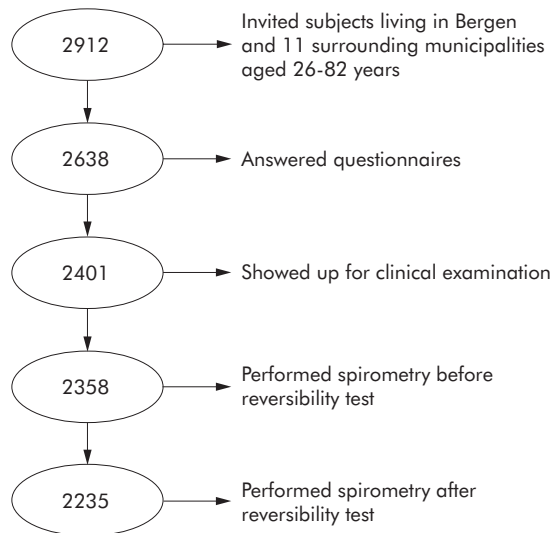 2912
Invited subjects living in Bergen
and 11 surrounding municipalities
aged 26-82 years
2638
Answered questionnaires
2401
Showed up for clinical examination
2358
Performed spirometry before
reversibility test
2235
Performed spirometry after
reversibility test